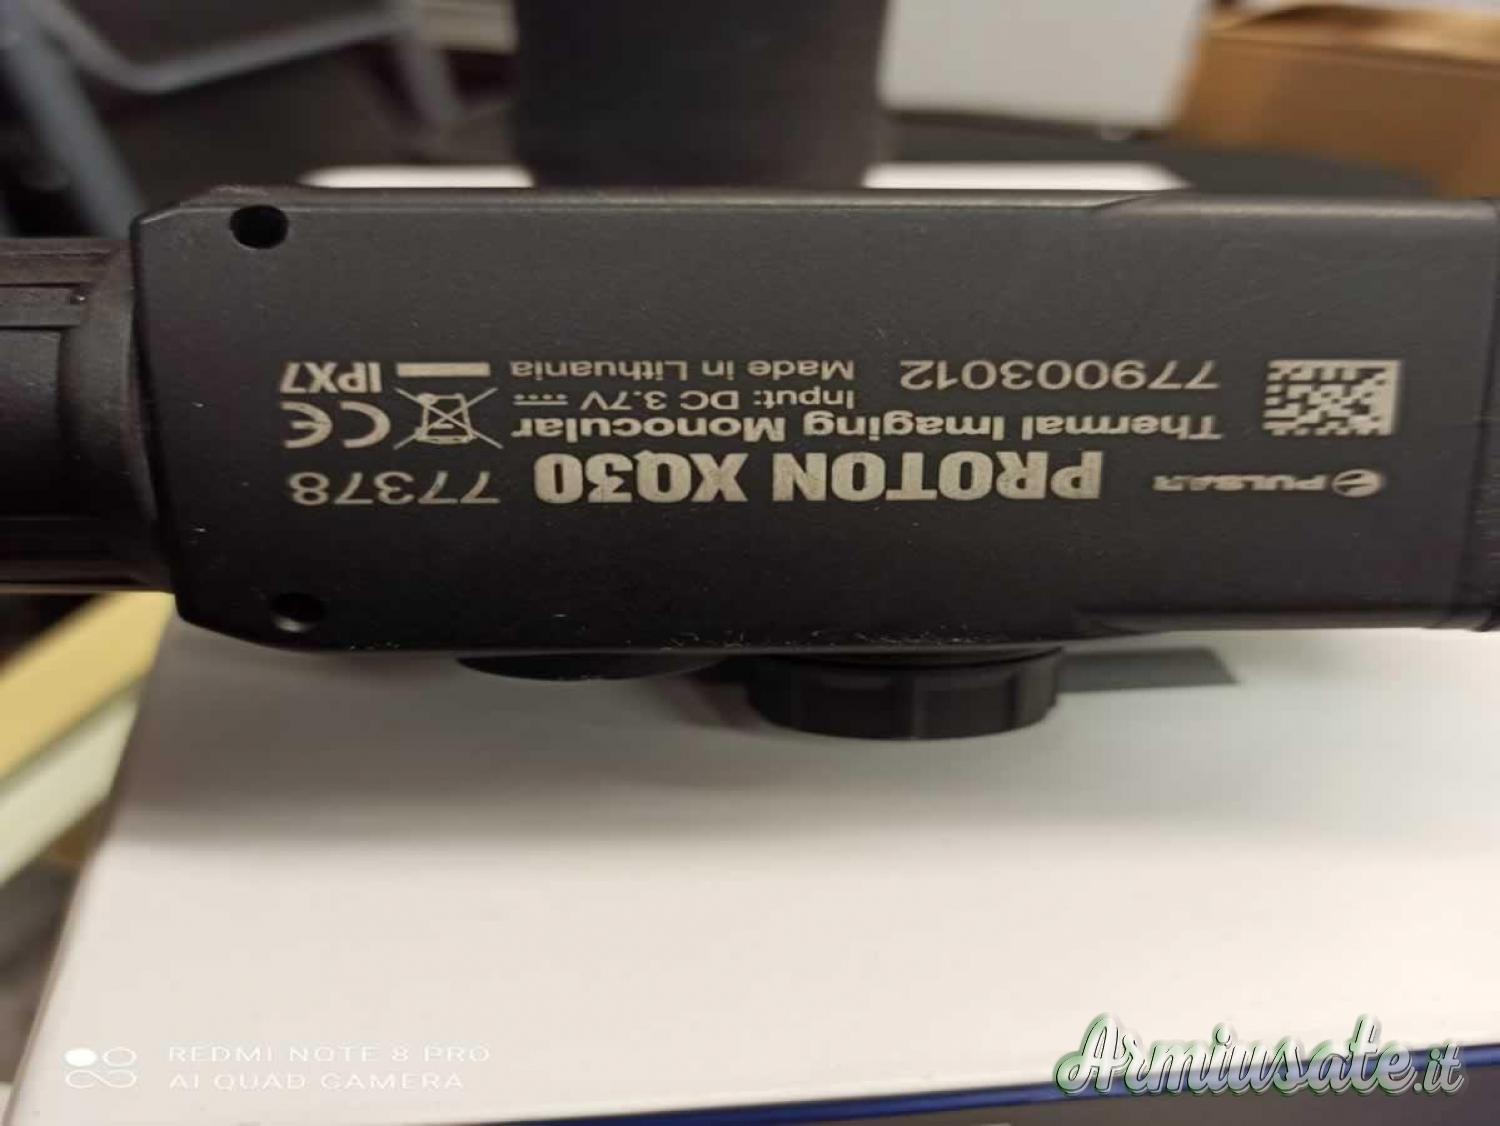 PULSAR PROTON XQ30 77378
Thermal Imaging Monocular
Input: DC 3.7V CE
779003012 Made in Lithuania IPX7
REDMI NOTE 8 PRO
AI QUAD CAMERA
Armiusate.it